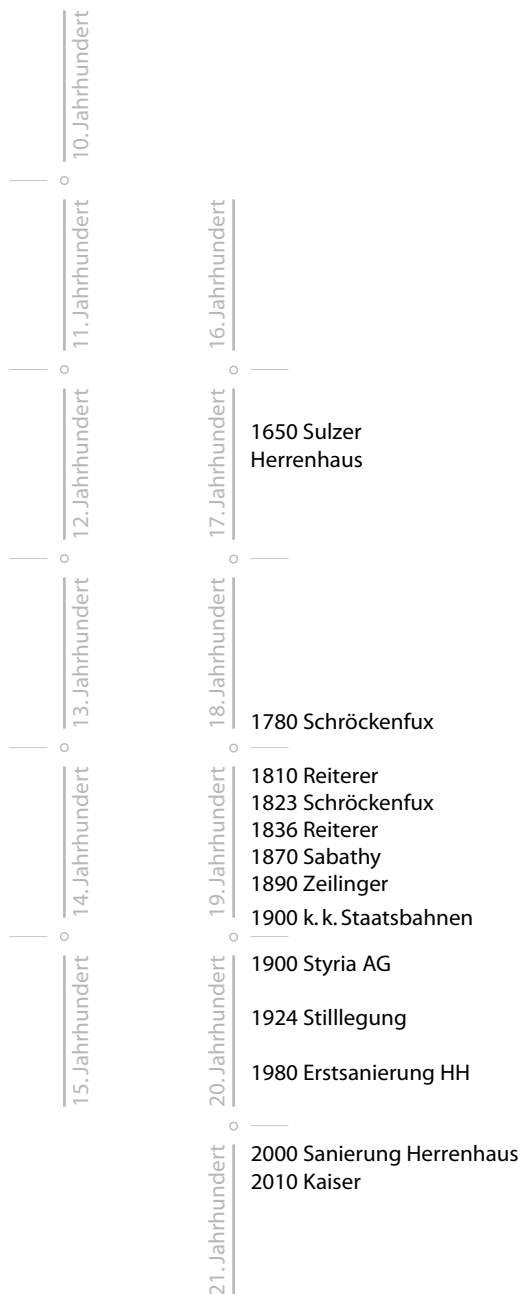 10. Jahrhundert
11. Jahrhundert
12. Jahrhundert
13. Jahrhundert
14. Jahrhundert
15. Jahrhundert
16. Jahrhundert
17. Jahrhundert
1650 Sulzer
Herrenhaus
18. Jahrhundert
1780 Schröckenfux
19. Jahrhundert
1810 Reiterer
1823 Schröckenfux
1836 Reiterer
1870 Sabathy
1890 Zeilinger
1900 k. k. Staatsbahnen
20. Jahrhundert
1900 Styria AG
1924 Stilllegung
1980 Erstsanierung HH
21. Jahrhundert
2000 Sanierung Herrenhaus
2010 Kaiser